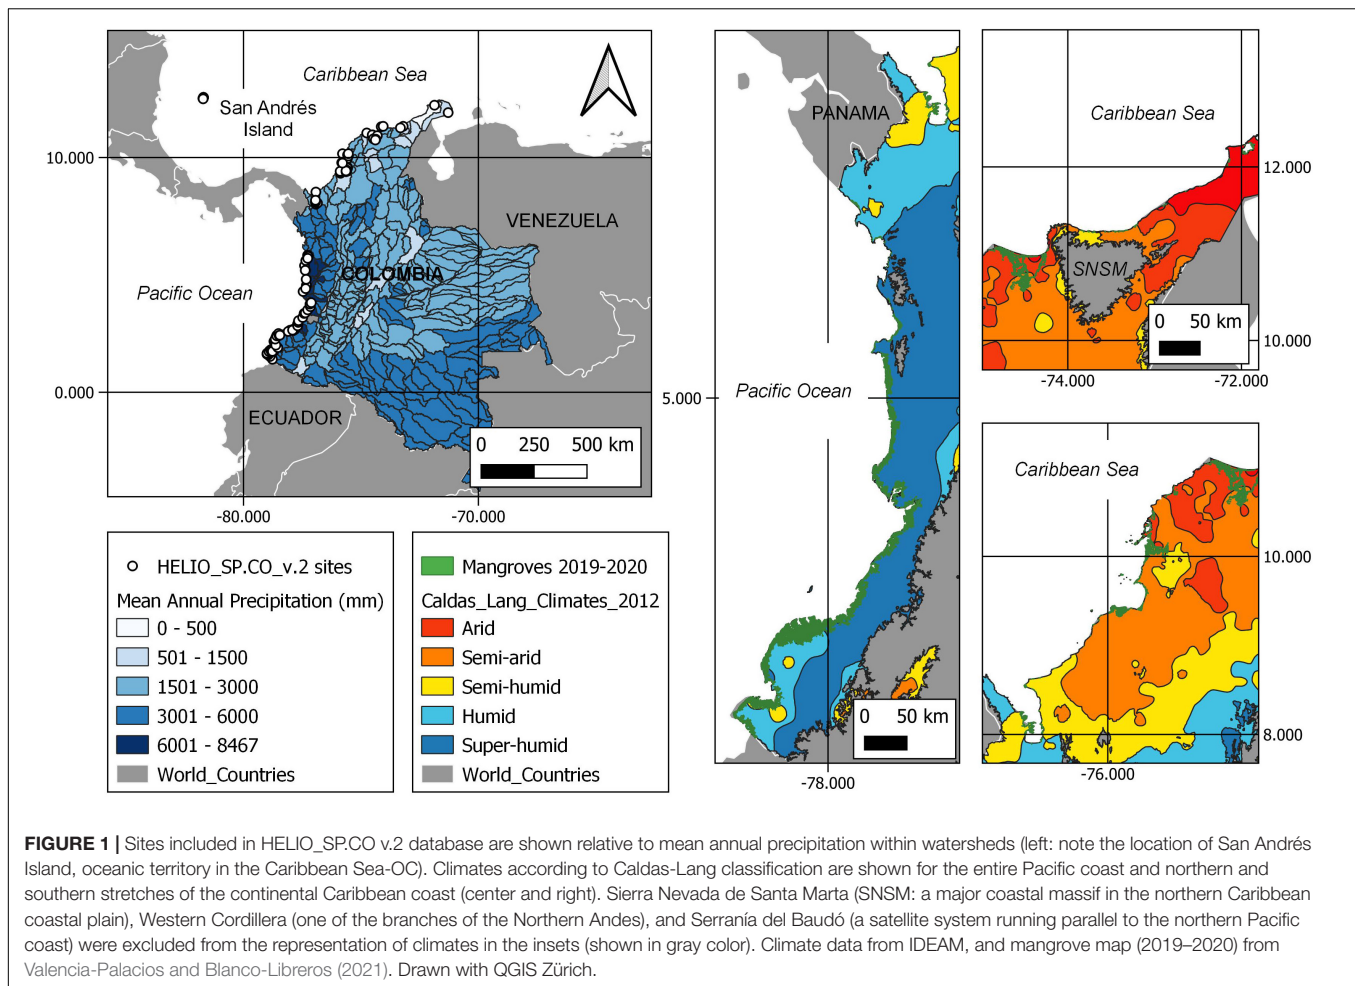 Caribbean Sea
San Andrés
Island
10.000
VENEZUELA
COLOMBIA
Pacific Ocean
0.000
ECUADOR
0 250 500 km
-80.000
-70.000
HELIO_SP.CO_v.2 sites
Mean Annual Precipitation (mm)
0 - 500
501 - 1500
1501 - 3000
3001 - 6000
6001 - 8467
World_Countries
Mangroves 2019-2020
Caldas_Lang_Climates_2012
Arid
Semi-arid
Semi-humid
Humid
Super-humid
World_Countries
PANAMA
Pacific Ocean
5.000
0 50 km
-78.000
Caribbean Sea
12.000
SNSM
0 50 km
10.000
-74.000
-72.000
Caribbean Sea
10.000
8.000
-76.000
FIGURE 1 | Sites included in HELIO_SP.CO v.2 database are shown relative to mean annual precipitation within watersheds (left: note the location of San Andrés
Island, oceanic territory in the Caribbean Sea-OC). Climates according to Caldas-Lang classification are shown for the entire Pacific coast and northern and
southern stretches of the continental Caribbean coast (center and right). Sierra Nevada de Santa Marta (SNSM: a major coastal massif in the northern Caribbean
coastal plain), Western Cordillera (one of the branches of the Northern Andes), and Serranía del Baudó (a satellite system running parallel to the northern Pacific
coast) were excluded from the representation of climates in the insets (shown in gray color). Climate data from IDEAM, and mangrove map (2019–2020) from
Valencia-Palacios and Blanco-Libreros (2021). Drawn with QGIS Zürich.